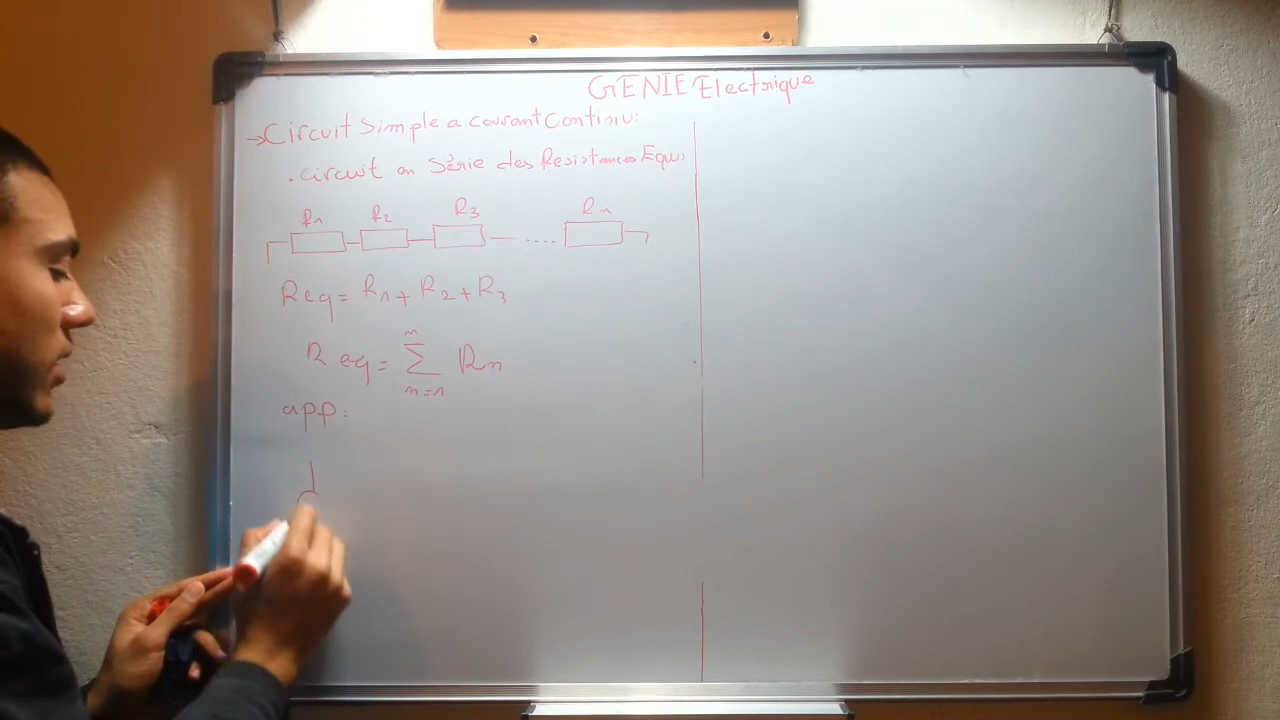 GENIE Electrique
→Circuit Simple a courant Continu:
. circuit en Série des Resistances Equi
R1 R2 R3 .... Rn
Req = R1 + R2 + R3
Req = ∑ n n=1 Rn
app: